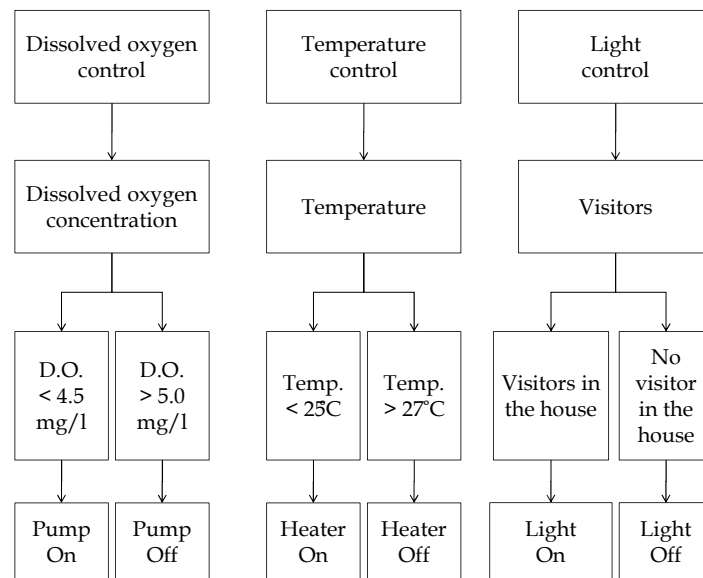 Dissolved oxygen
control
Temperature
control
Light
control
Dissolved oxygen
concentration
Temperature
Visitors
D.O.
< 4.5
mg/l
D.O.
> 5.0
mg/l
Temp.
< 25°C
Temp.
> 27°C
Visitors in
the house
No
visitor
in the
house
Pump
On
Pump
Off
Heater
On
Heater
Off
Light
On
Light
Off